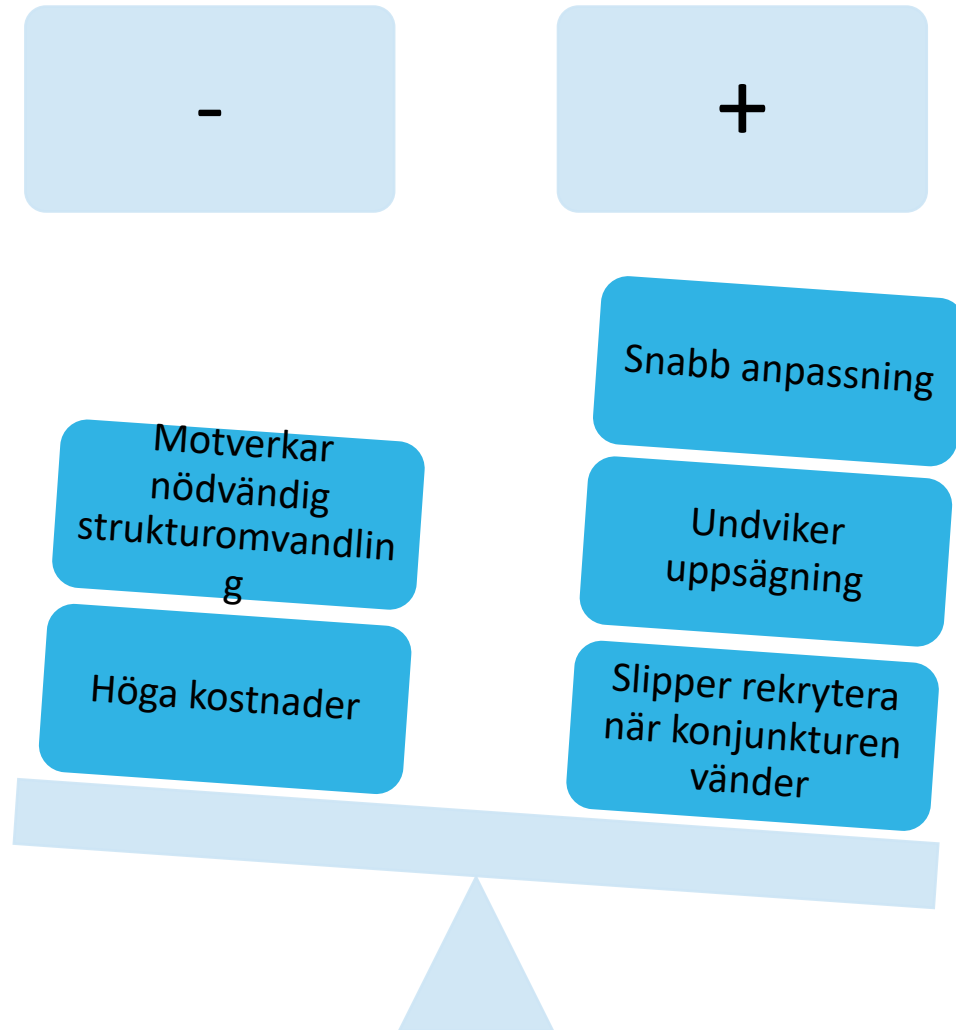 -
+
Motverkar
nödvändig
strukturomvandlin
g
Höga kostnader
Snabb anpassning
Undviker
uppsägning
Slipper rekrytera
när konjunkturen
vänder